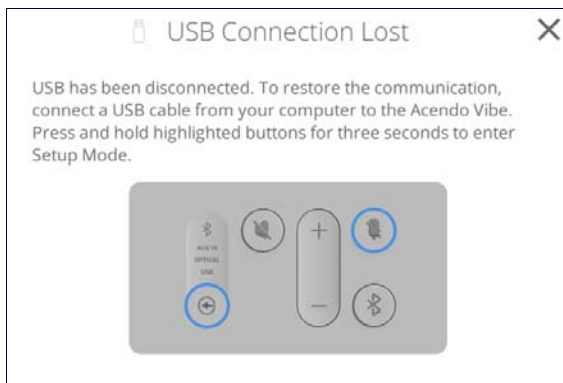 USB Connection Lost
USB has been disconnected. To restore the communication,
connect a USB cable from your computer to the Acendo Vibe.
Press and hold highlighted buttons for three seconds to enter
Setup Mode.
AUX IN
OPTICAL
USB